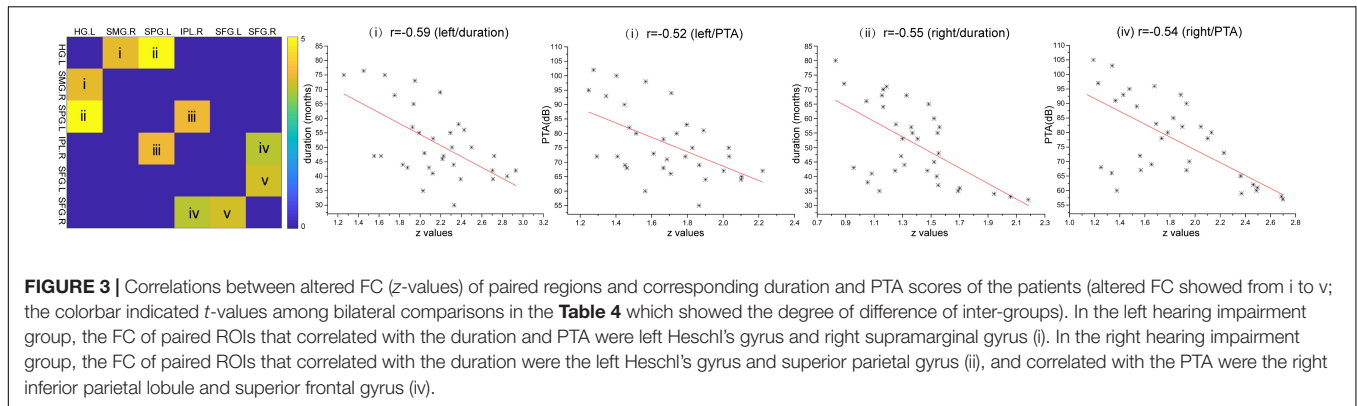 HG.L SMG.R SPG.L IPL.R SFG.L SFG.R
HG.L
SMG.R
SPG.L
IPL.R
SFG.L
SFG.R
i ii
i
ii iii
iii iv
v
iv v
5
0
(i) r=-0.59 (left/duration)
duration (months)
85
80
75
70
65
60
55
50
45
40
35
30
1.2 1.4 1.6 1.8 2.0 2.2 2.4 2.6 2.8 3.0 3.2
z values
(i) r=-0.52 (left/PTA)
PTA(dB)
110
105
100
95
90
85
80
75
70
65
60
55
1.2 1.4 1.6 1.8 2.0 2.2
z values
(ii) r=-0.55 (right/duration)
duration (months)
85
80
75
70
65
60
55
50
45
40
35
30
0.7 0.9 1.1 1.3 1.5 1.7 1.9 2.1 2.3
z values
(iv) r=-0.54 (right/PTA)
PTA(dB)
110
105
100
95
90
85
80
75
70
65
60
55
1.0 1.2 1.4 1.6 1.8 2.0 2.2 2.4 2.6 2.8
z values
FIGURE 3 | Correlations between altered FC (z-values) of paired regions and corresponding duration and PTA scores of the patients (altered FC showed from i to v;
the colorbar indicated t-values among bilateral comparisons in the Table 4 which showed the degree of difference of inter-groups). In the left hearing impairment
group, the FC of paired ROIs that correlated with the duration and PTA were left Heschl's gyrus and right supramarginal gyrus (i). In the right hearing impairment
group, the FC of paired ROIs that correlated with the duration were the left Heschl's gyrus and superior parietal gyrus (ii), and correlated with the PTA were the right
inferior parietal lobule and superior frontal gyrus (iv).